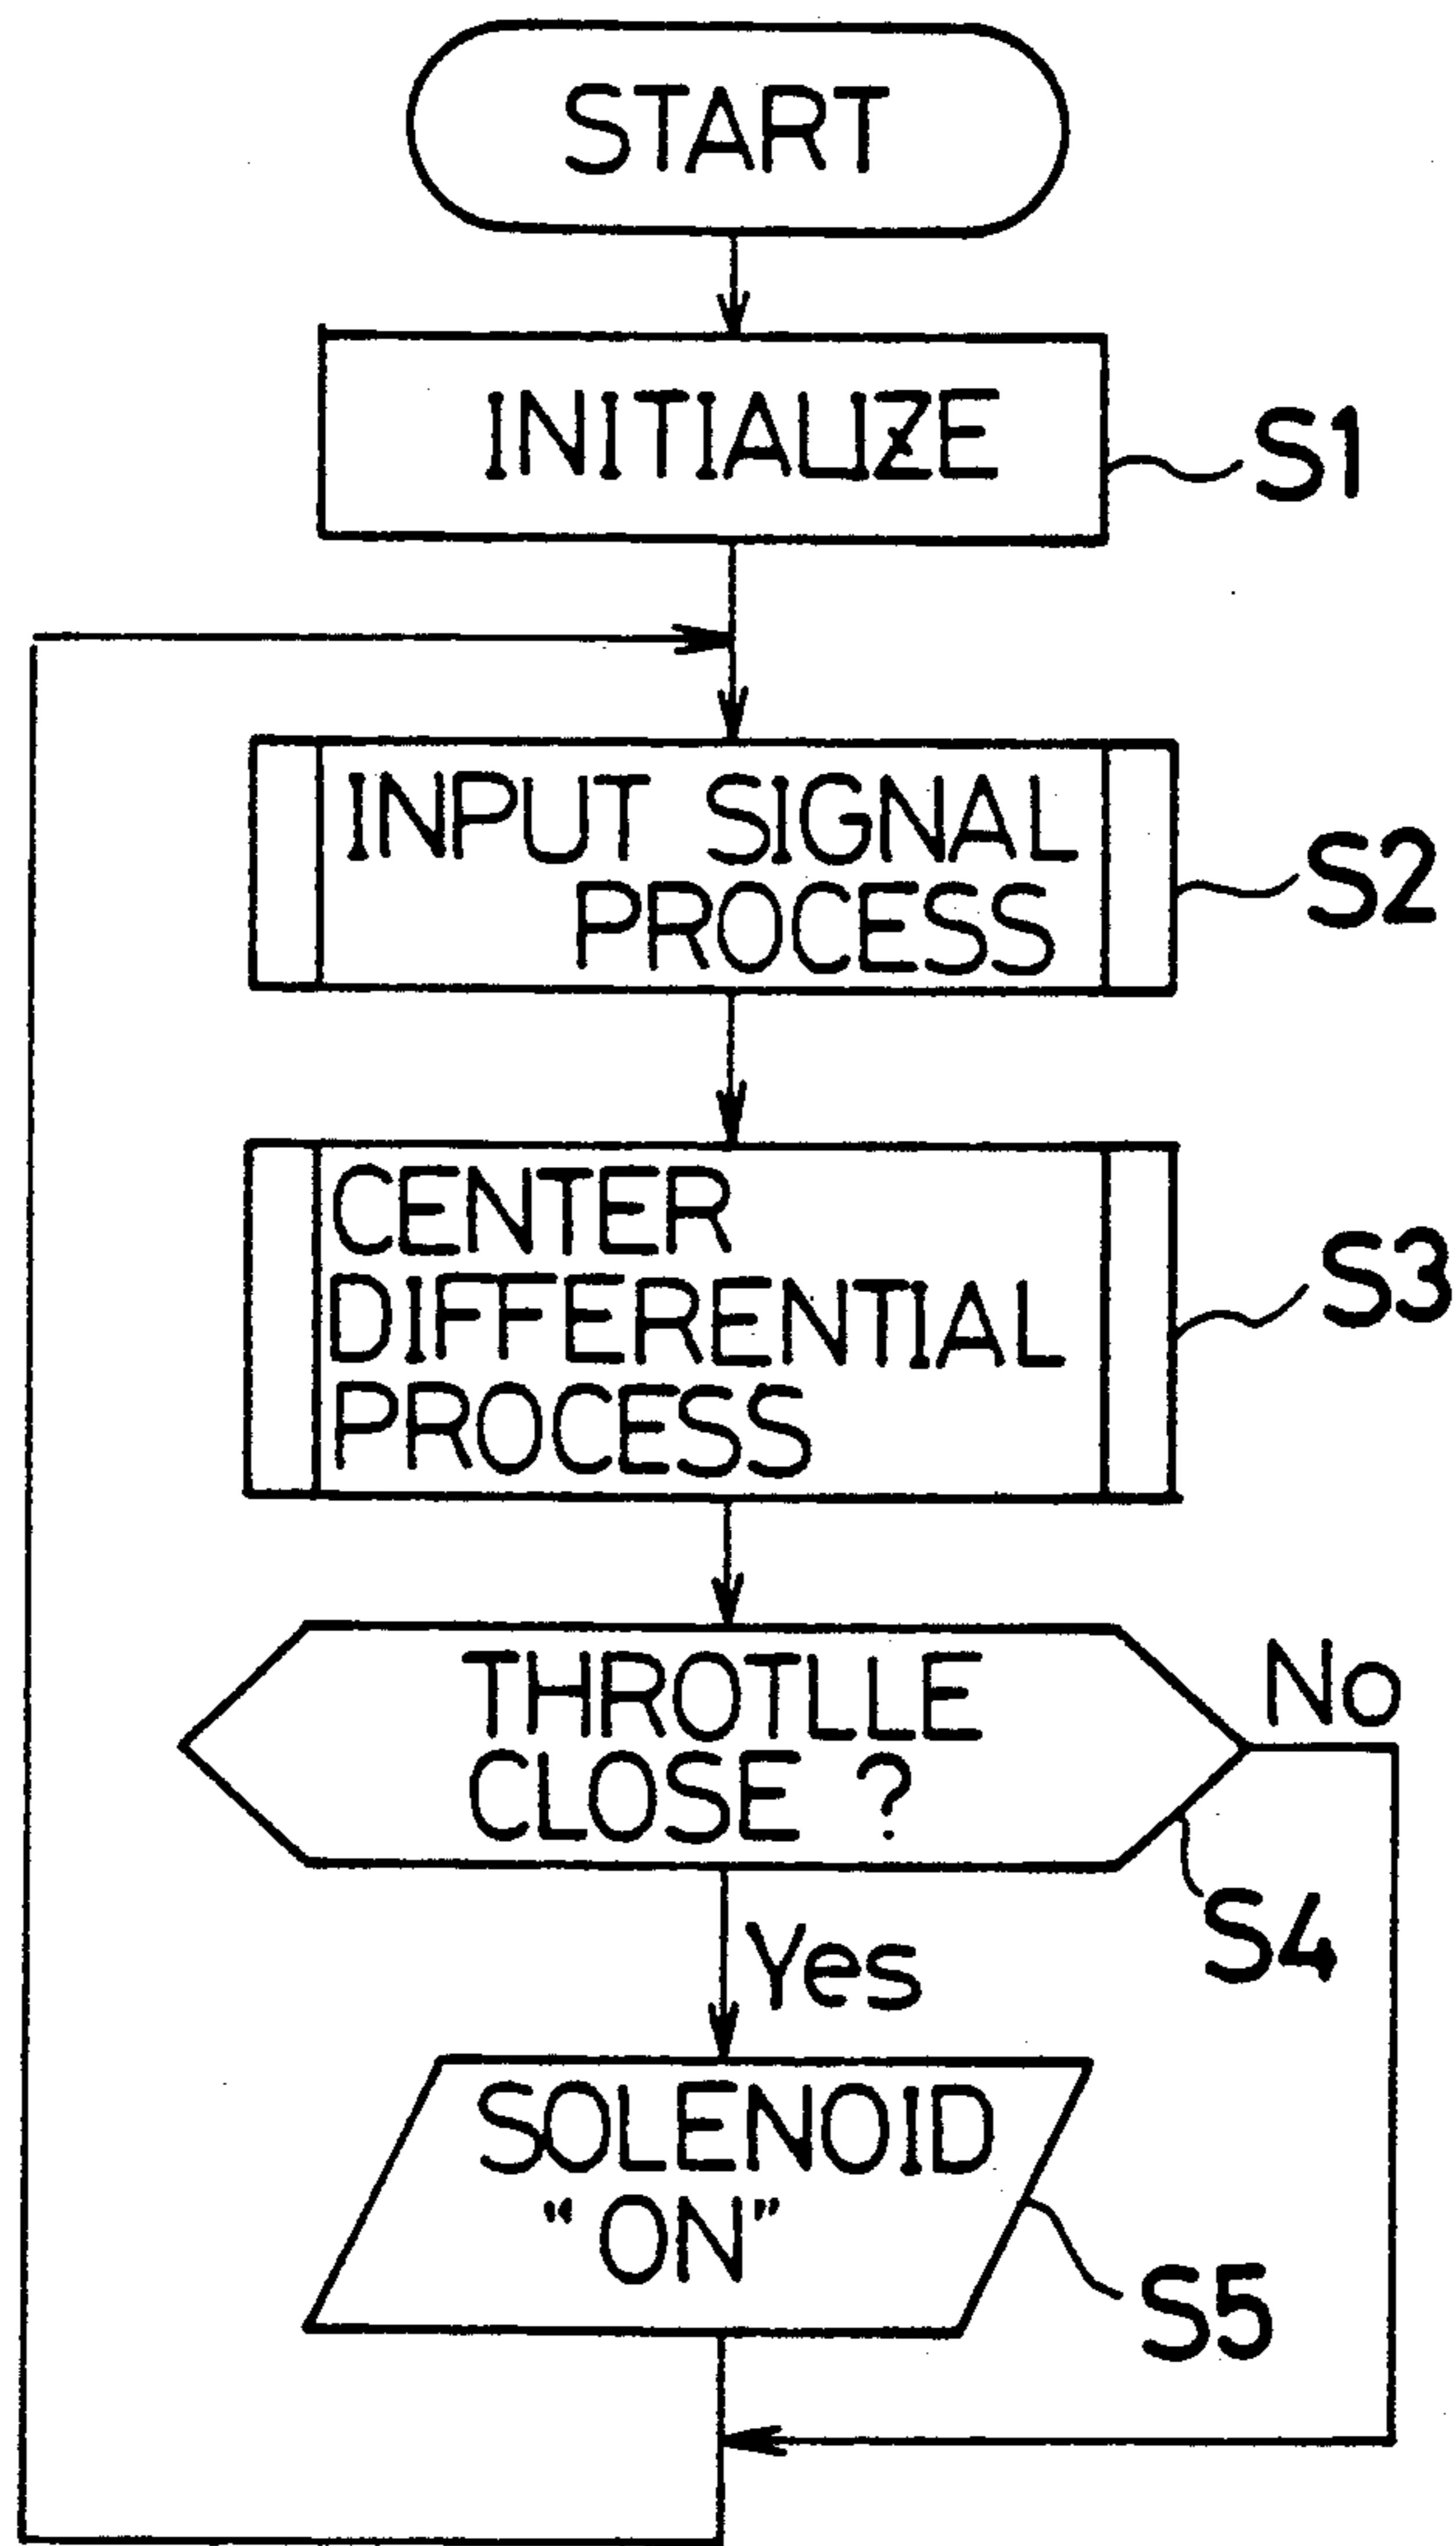 START
INITIALIZE
S1
INPUT SIGNAL
PROCESS
S2
CENTER
DIFFERENTIAL
PROCESS
S3
THROTLLE
CLOSE ?
No
S4
Yes
SOLENOID
"ON"
S5